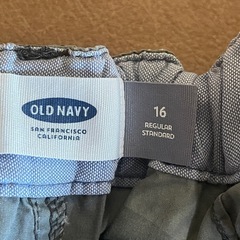 OLD NAVY
SAN FRANCISCO
CALIFORNIA
16
REGULAR
STANDARD